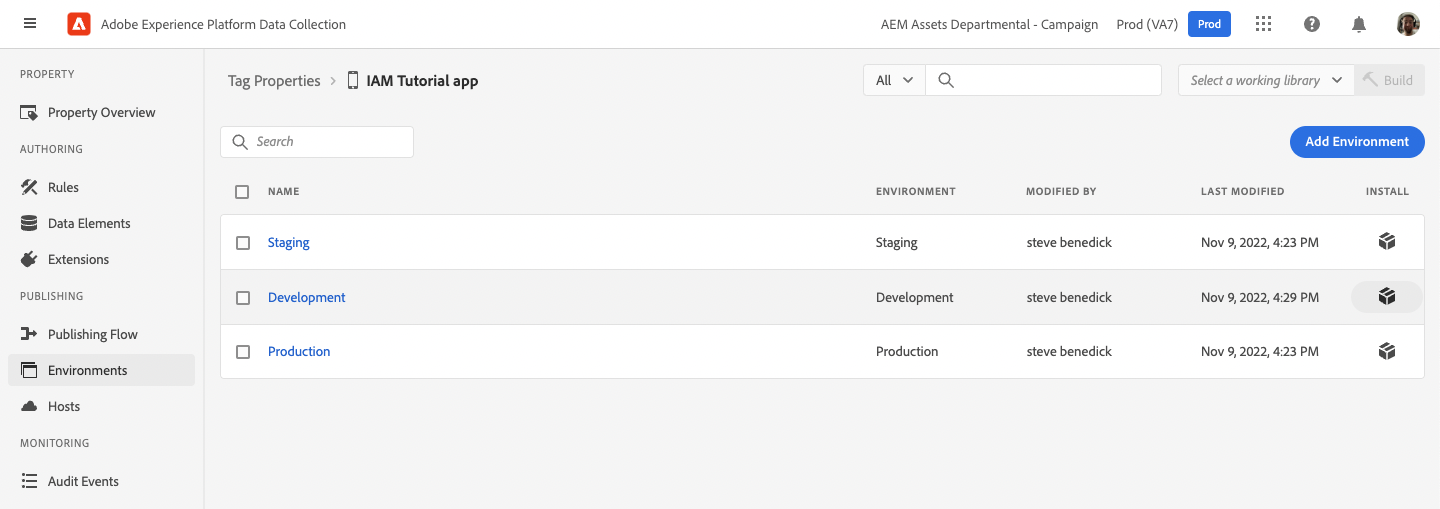 Adobe Experience Platform Data Collection
AEM Assets Departmental - Campaign
Prod (VA7)
Prod
PROPERTY
Property Overview
AUTHORING
Rules
Data Elements
Extensions
PUBLISHING
Publishing Flow
Environments
Hosts
MONITORING
Audit Events
Tag Properties > IAM Tutorial app
All
Select a working library
Build
Search
Add Environment
NAME ENVIRONMENT MODIFIED BY LAST MODIFIED INSTALL
Staging Staging steve benedick Nov 9, 2022, 4:23 PM
Development Development steve benedick Nov 9, 2022, 4:29 PM
Production Production steve benedick Nov 9, 2022, 4:23 PM